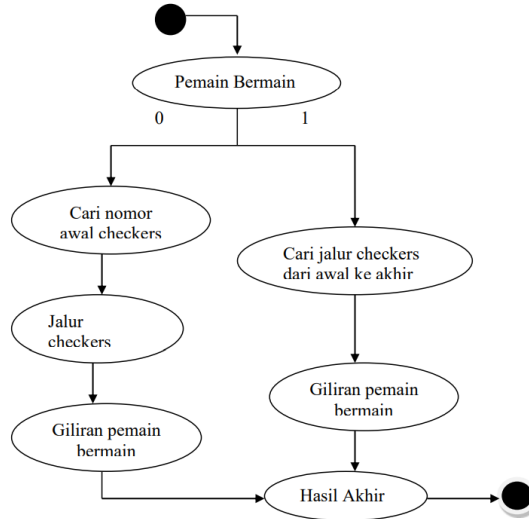 Pemain Bermain
0 1
Cari nomor
awal checkers
Cari jalur checkers
dari awal ke akhir
Jalur
checkers
Giliran pemain
bermain
Giliran pemain
bermain
Hasil Akhir